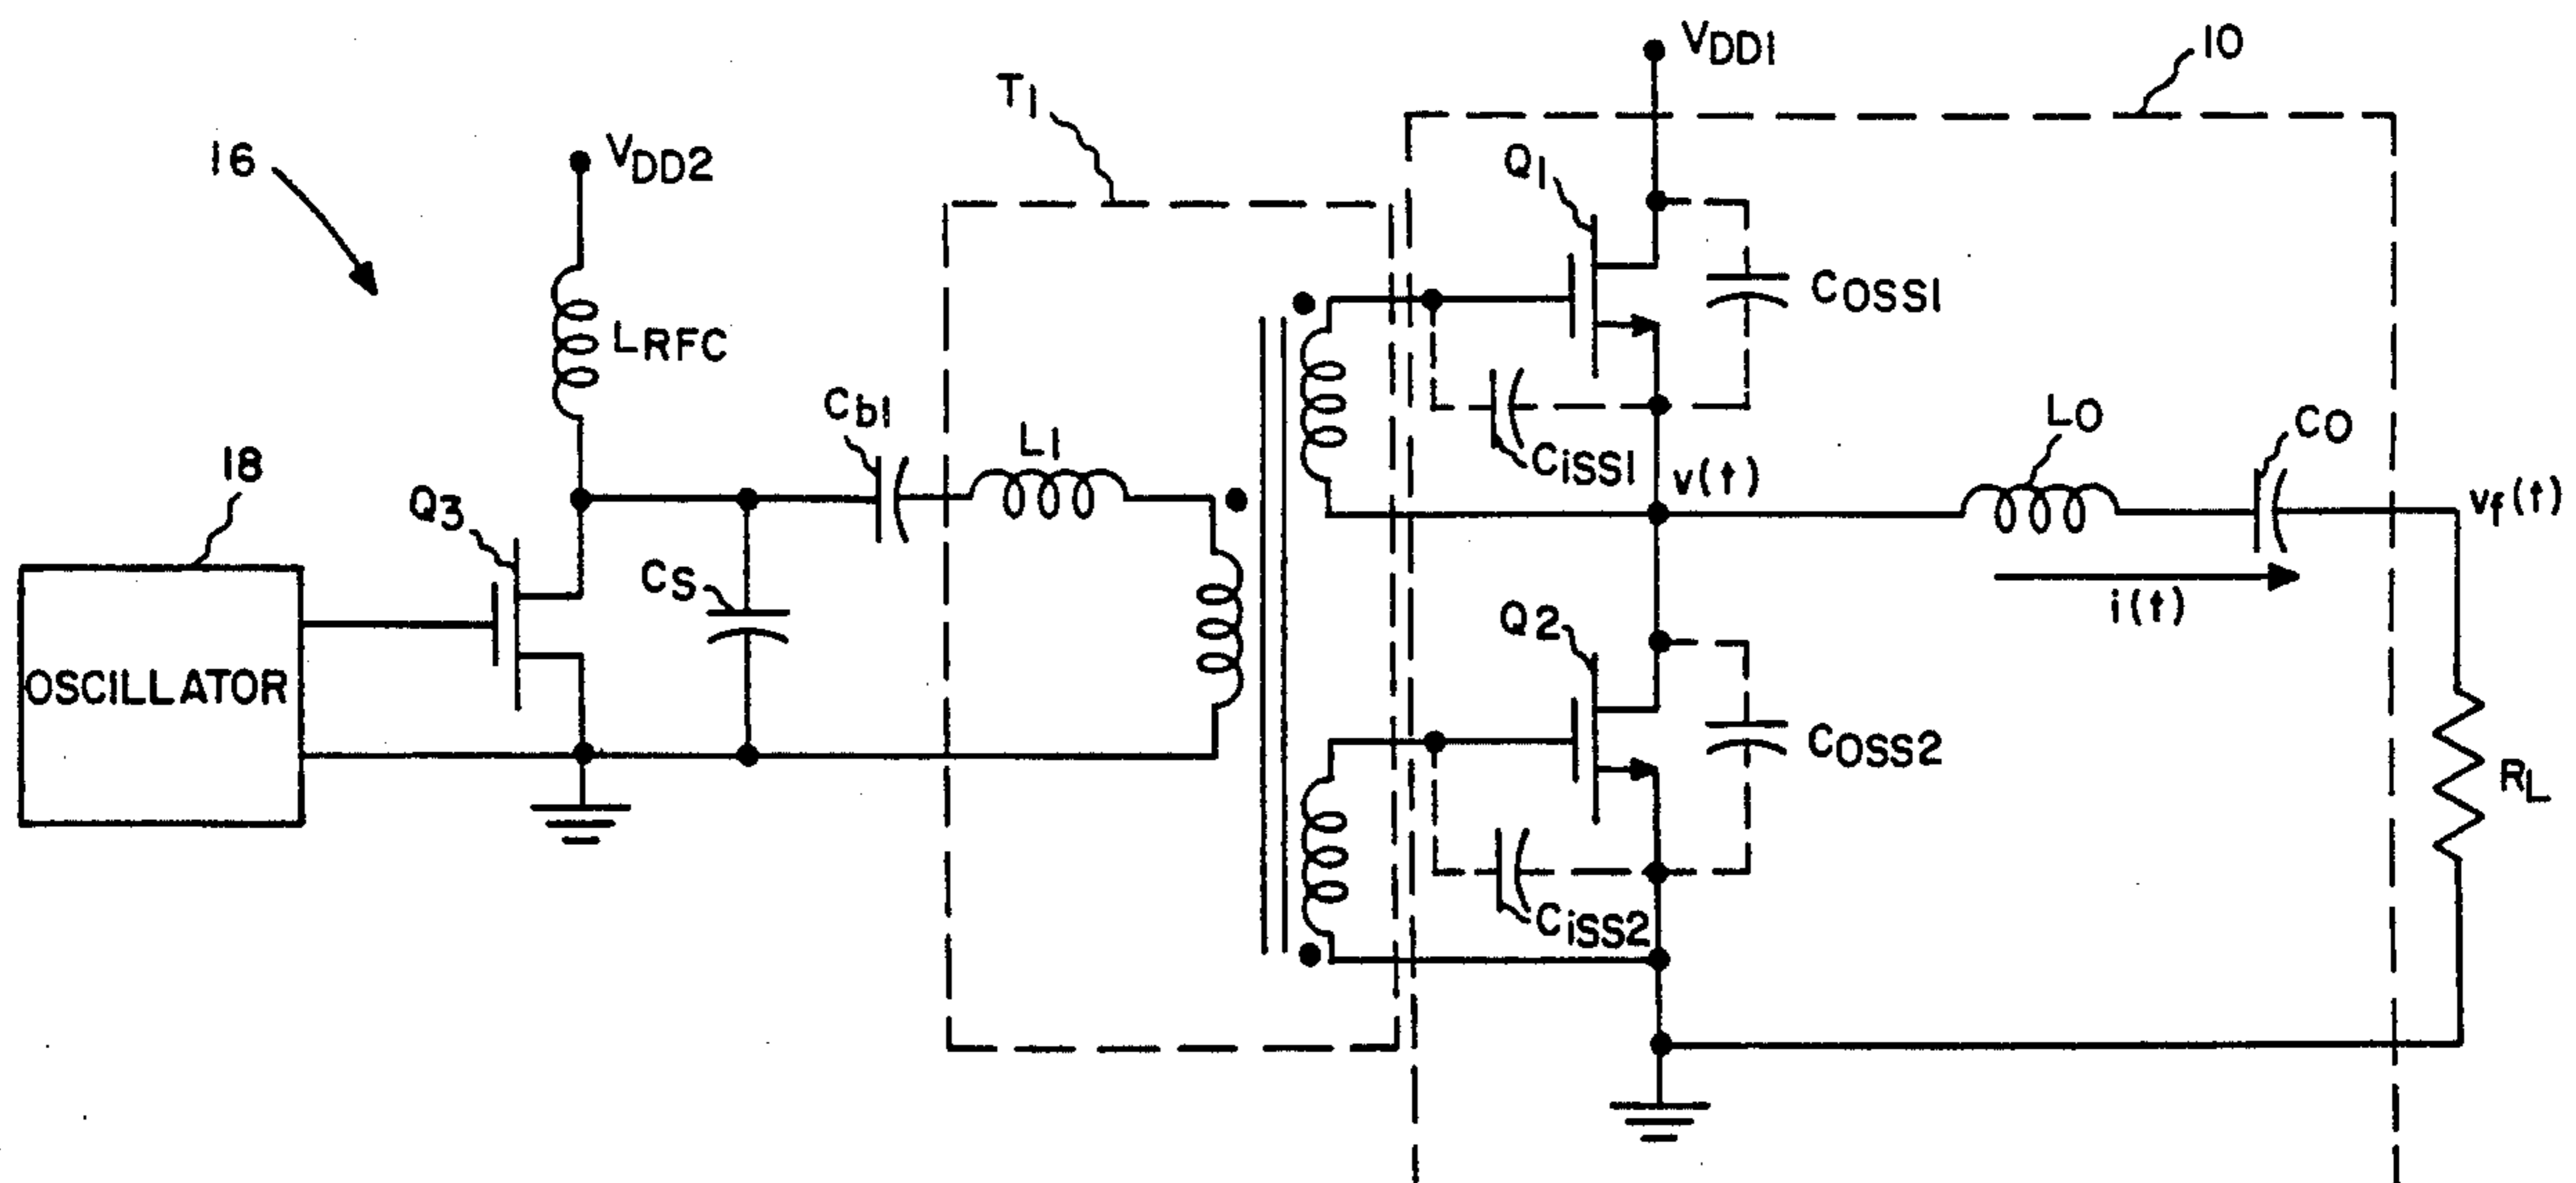 VDD1
10
T1
16
VDD2
Q1
COSS1
LRFC
Cb1
L1
CiSS1
v(t)
LO
CO
vf(t)
18
Q3
CS
i(t)
Q2
OSCILLATOR
COSS2
RL
CiSS2